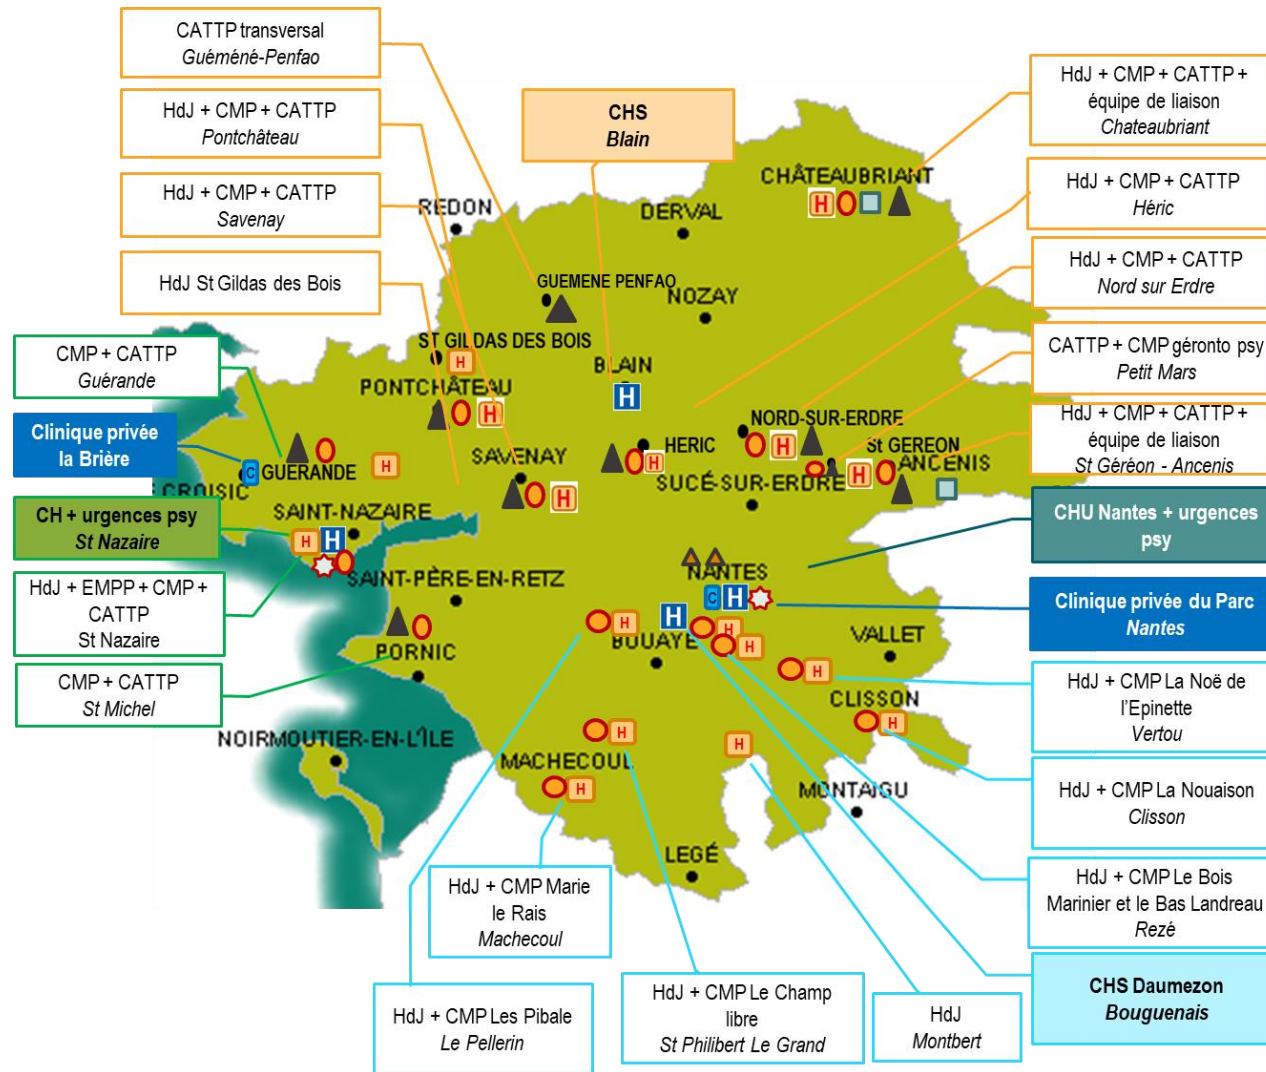 CATTP transversal
Guéméné-Penfao
HdJ + CMP + CATTP
Pontchâteau
HdJ + CMP + CATTP
Savenay
HdJ St Gildas des Bois
CMP + CATTP
Guérande
Clinique privée
la Brière
CH + urgences psy
St Nazaire
HdJ + EMPP + CMP +
CATTP
St Nazaire
CMP + CATTP
St Michel
CHS
Blain
HdJ + CMP + CATTP +
équipe de liaison
Chateaubriant
HdJ + CMP + CATTP
Héric
HdJ + CMP + CATTP
Nord sur Erdre
CATTP + CMP géronto psy
Petit Mars
HdJ + CMP + CATTP +
équipe de liaison
St Géréon - Ancenis
CHU Nantes + urgences
psy
Clinique privée du Parc
Nantes
HdJ + CMP La Noë de
l'Epinette
Vertou
HdJ + CMP La Nouaison
Clisson
HdJ + CMP Le Bois
Marinier et le Bas Landreau
Rezé
CHS Daumezon
Bouguenais
HdJ
Montbert
HdJ + CMP Le Champ
libre
St Philibert Le Grand
HdJ + CMP Marie
le Rais
Machecoul
HdJ + CMP Les Pibale
Le Pellerin
CHÂTEAUBRIANT
H
REDON
DERVAL
GUEMENE PENFAO
NOZAY
ST GILDAS DES BOIS
H
BLAIN
H
PONTCHÂTEAU
H
NORD-SUR-ERDRE
H
HERIC
H
St GEREON
H
ANCENIS
SAVENAY
H
SUCÉ-SUR-ERDRE
C
GUÉRANDE
H
E CROISIC
SAINT-NAZAIRE
H
H
SAINT-PÈRE-EN-RETZ
NANTES
C
H
H
H
BOUAYE
H
H
VALLET
H
PORNIC
CLISSON
H
NOIRMOUTIER-EN-L'ÎLE
H
H
MACHECOUL
H
MONTAIGU
LEGÉ